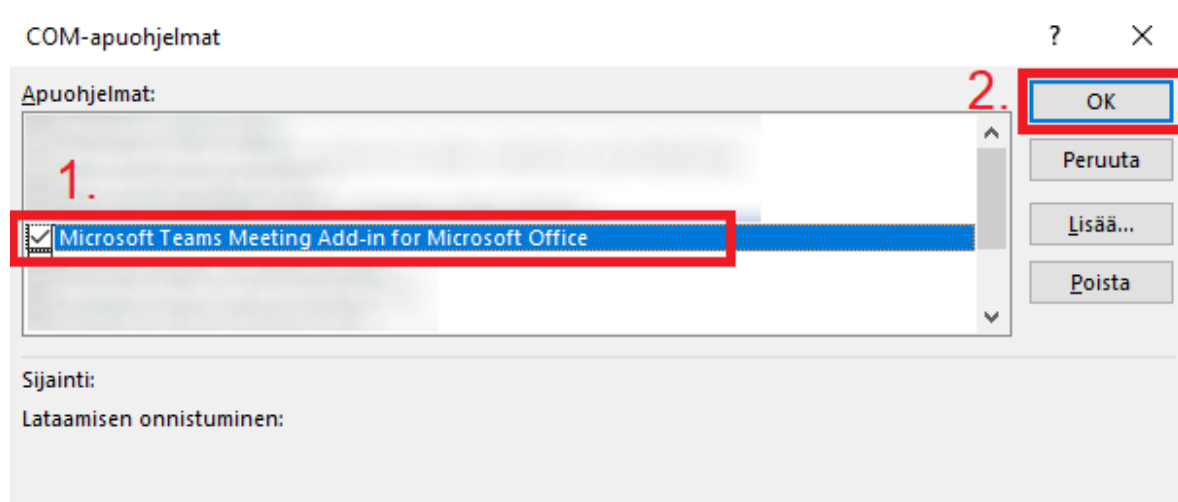 COM-apuohjelmat
?
Apuohjelmat:
2.
OK
1.
Peruuta
Microsoft Teams Meeting Add-in for Microsoft Office
Lisää...
Poista
Sijainti:
Lataamisen onnistuminen: